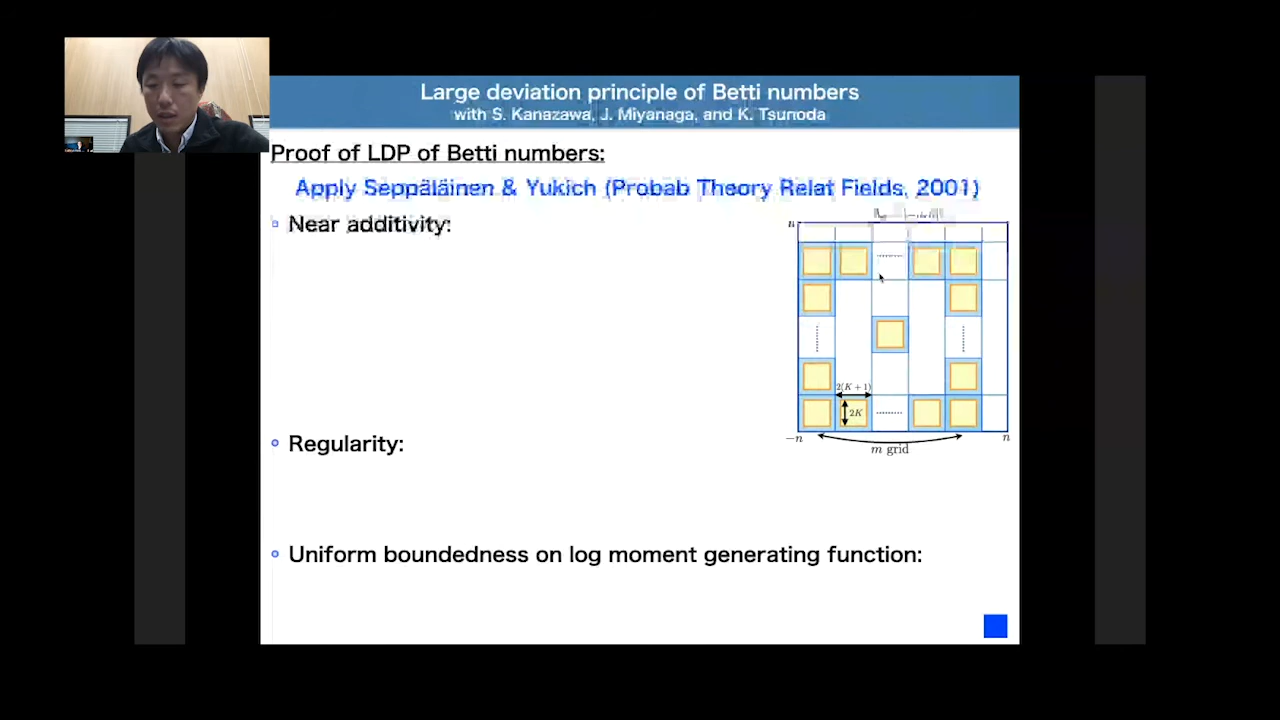 Large deviation principle of Betti numbers
with S. Kanazawa, J. Miyanaga, and K. Tsunoda
Proof of LDP of Betti numbers:
Apply Seppäläinen & Yukich (Probab Theory Relat Fields, 2001)
Near additivity:
n
2(K + 1)
2K
−n
n
m grid
Regularity:
Uniform boundedness on log moment generating function: